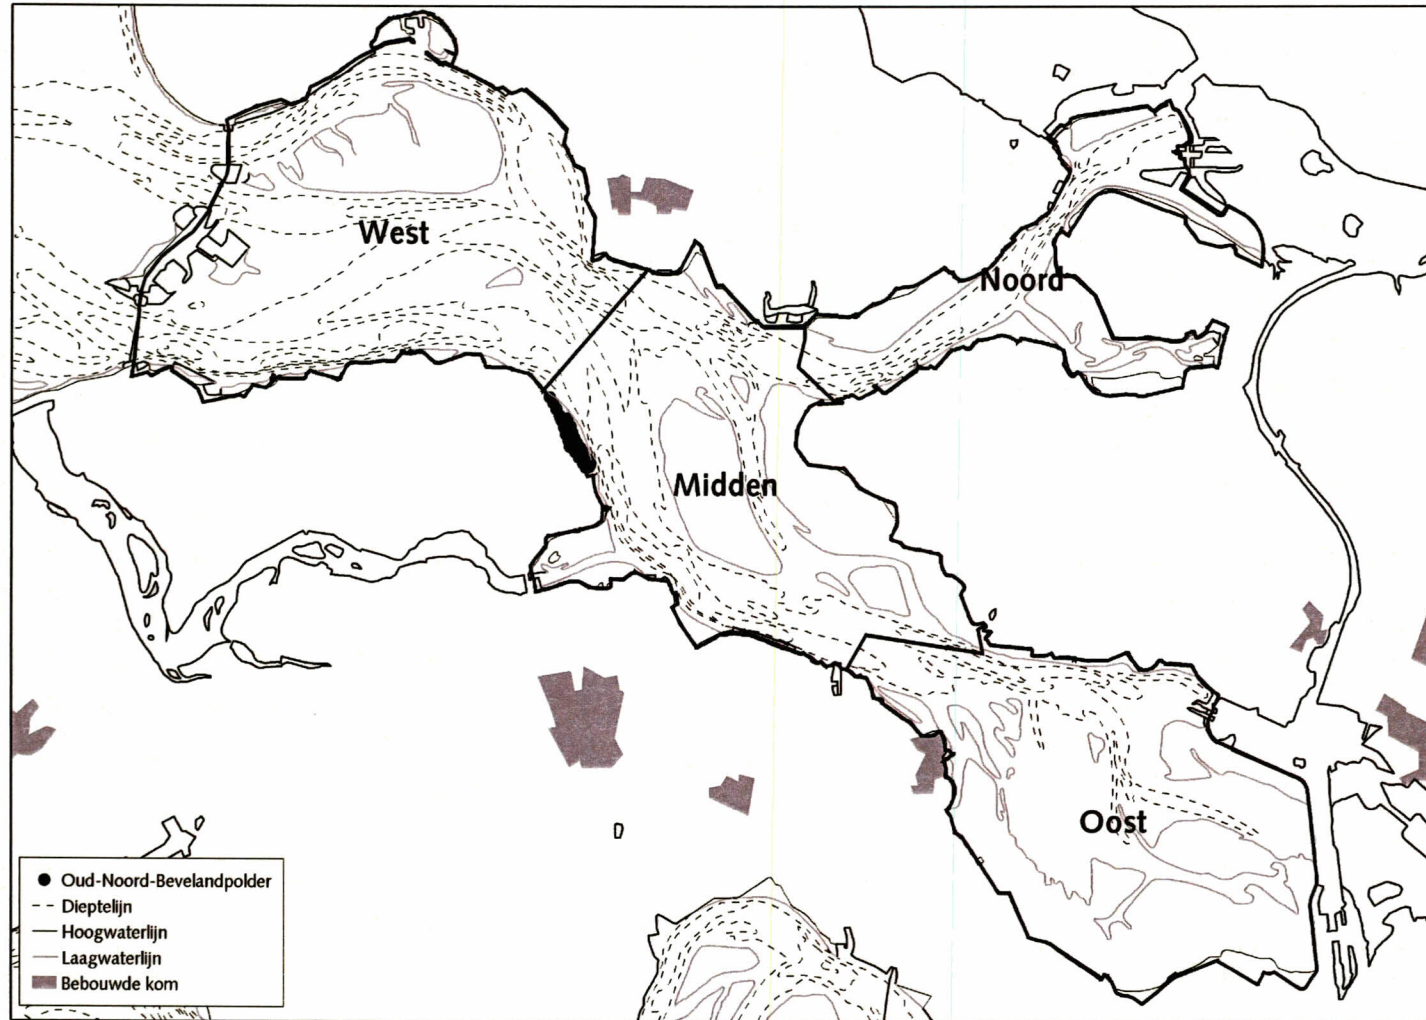 West
Noord
Midden
Oost
Oud-Noord-Bevelandpolder
Dieptelijn
Hoogwaterlijn
Laagwaterlijn
Bebouwde kom